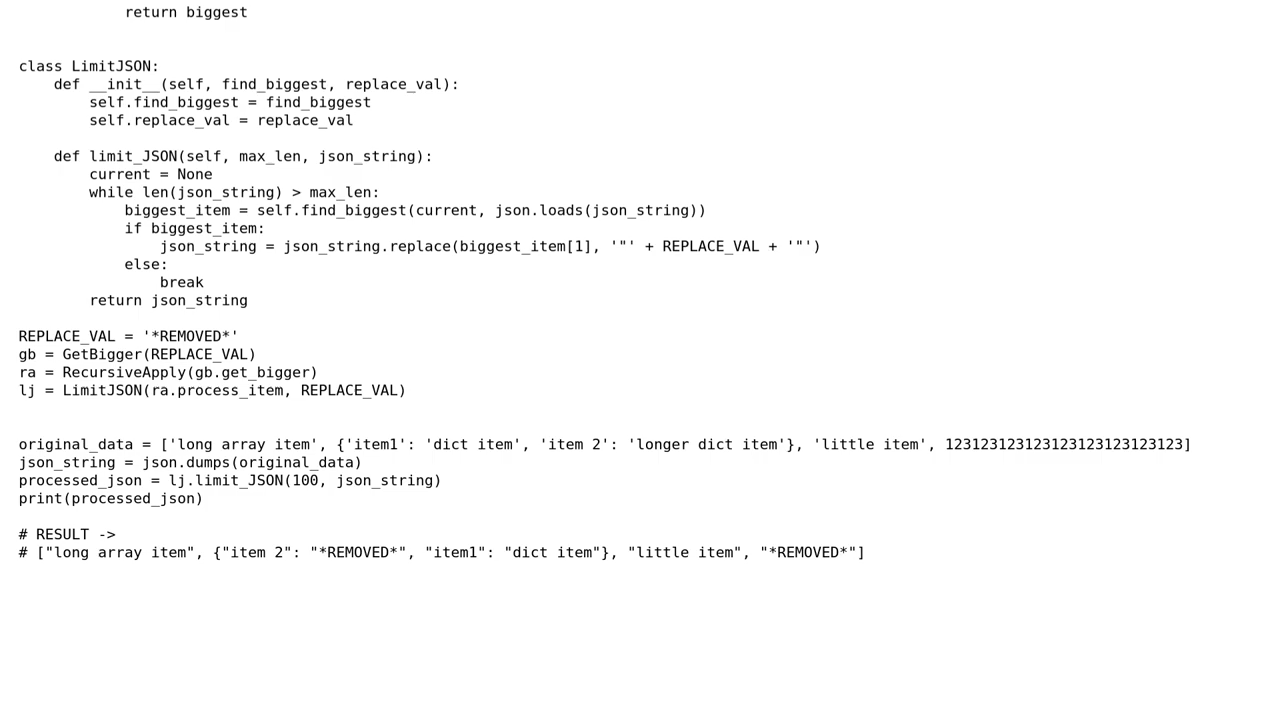 return biggest
class LimitJSON:
    def __init__(self, find_biggest, replace_val):
        self.find_biggest = find_biggest
        self.replace_val = replace_val
    def limit_JSON(self, max_len, json_string):
        current = None
        while len(json_string) > max_len:
            biggest_item = self.find_biggest(current, json.loads(json_string))
            if biggest_item:
                json_string = json_string.replace(biggest_item[1], '"' + REPLACE_VAL + '"')
            else:
                break
        return json_string
REPLACE_VAL = '*REMOVED*'
gb = GetBigger(REPLACE_VAL)
ra = RecursiveApply(gb.get_bigger)
lj = LimitJSON(ra.process_item, REPLACE_VAL)
original_data = ['long array item', {'item1': 'dict item', 'item 2': 'longer dict item'}, 'little item', 123123123123123123123123123]
json_string = json.dumps(original_data)
processed_json = lj.limit_JSON(100, json_string)
print(processed_json)
# RESULT ->
# ["long array item", {"item 2": "*REMOVED*", "item1": "dict item"}, "little item", "*REMOVED*"]